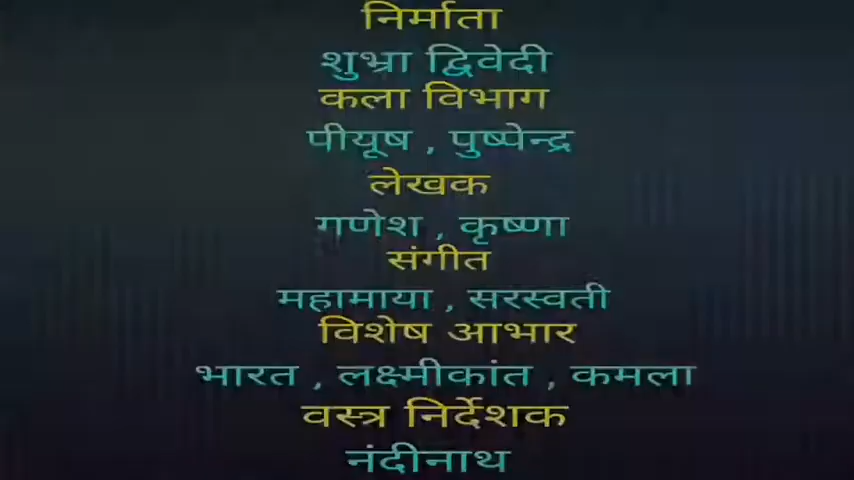 निर्माता
शुभ्रा द्विवेदी
कला विभाग
पीयूष , पुष्पेन्द्र
लेखक
गणेश , कृष्णा
संगीत
महामाया , सरस्वती
विशेष आभार
भारत , लक्ष्मीकांत , कमला
वस्त्र निर्देशक
नंदीनाथ